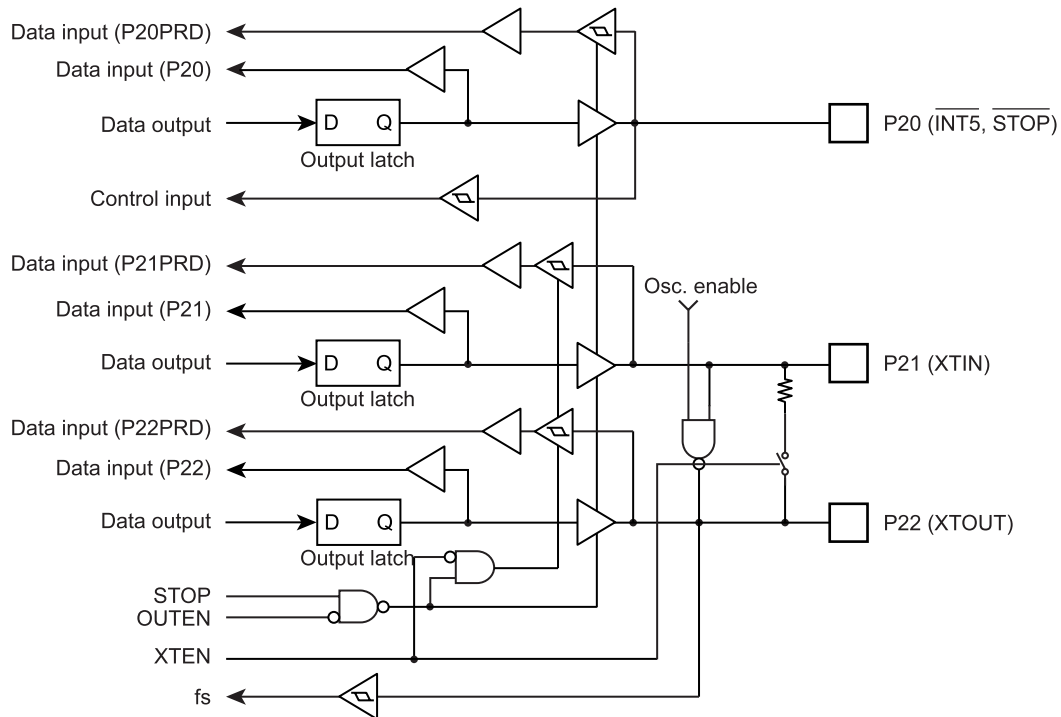 Data input (P20PRD)
Data input (P20)
Data output
D Q
Output latch
P20 (INT5, STOP)
Control input
Data input (P21PRD)
Osc. enable
Data input (P21)
Data output
D Q
Output latch
P21 (XTIN)
Data input (P22PRD)
Data input (P22)
Data output
D Q
Output latch
P22 (XTOUT)
STOP
OUTEN
XTEN
fs